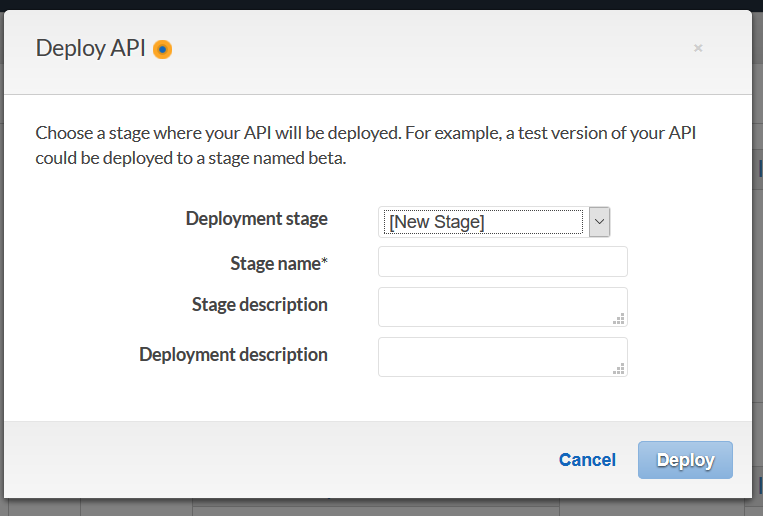 Deploy API
×
Choose a stage where your API will be deployed. For example, a test version of your API
could be deployed to a stage named beta.
Deployment stage [New Stage]
Stage name*
Stage description
Deployment description
Cancel Deploy